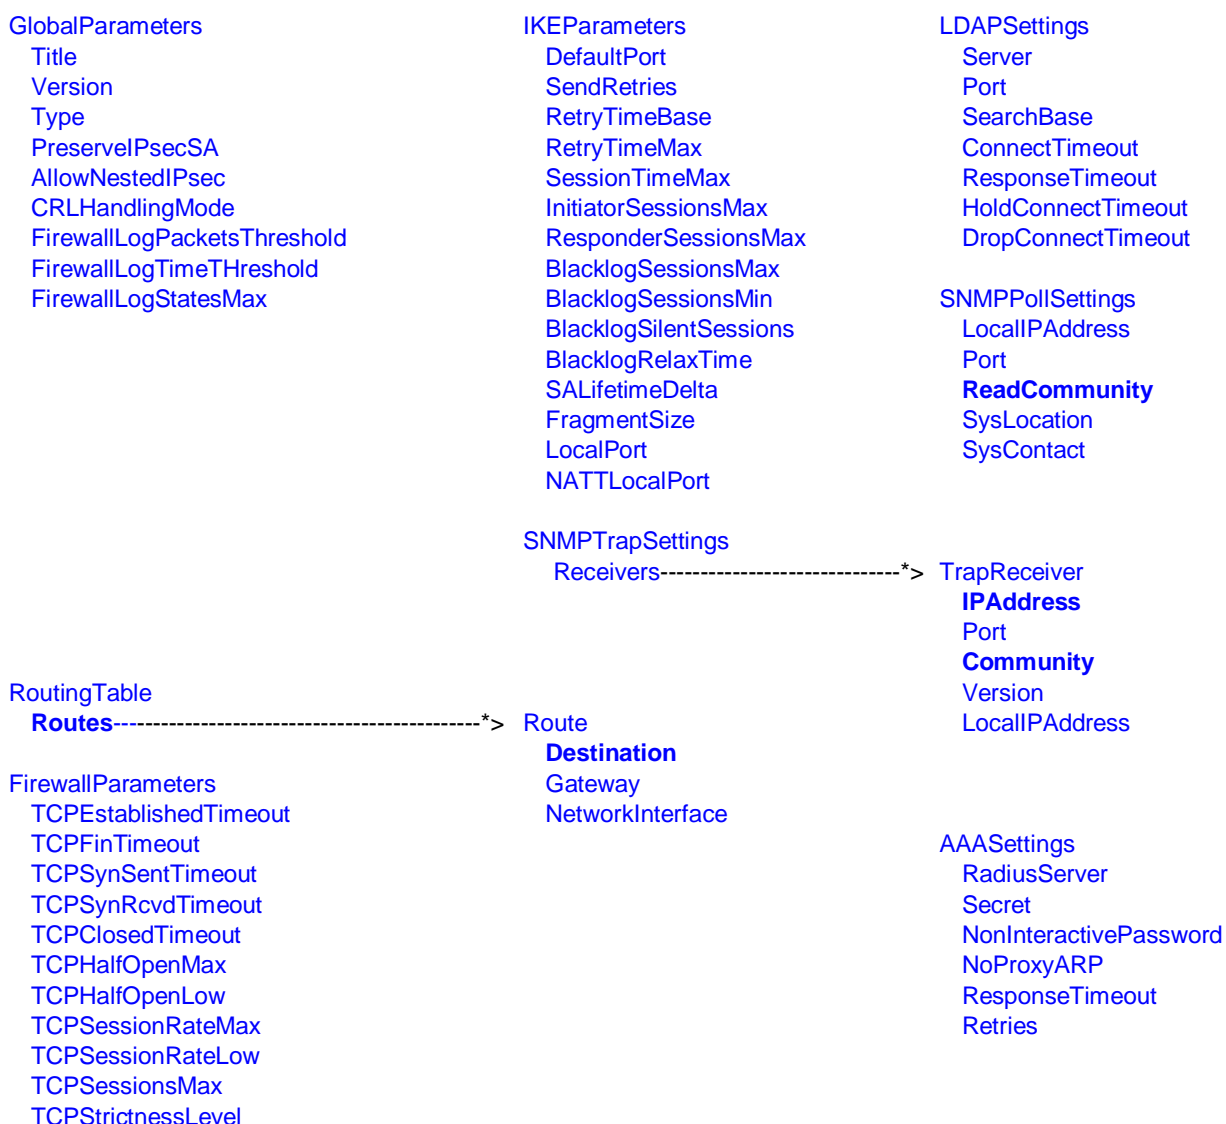 GlobalParameters
Title
Version
Type
PreserveIPsecSA
AllowNestedIPsec
CRLHandlingMode
FirewallLogPacketsThreshold
FirewallLogTimeTHreshold
FirewallLogStatesMax
IKEParameters
DefaultPort
SendRetries
RetryTimeBase
RetryTimeMax
SessionTimeMax
InitiatorSessionsMax
ResponderSessionsMax
BlacklogSessionsMax
BlacklogSessionsMin
BlacklogSilentSessions
BlacklogRelaxTime
SALifetimeDelta
FragmentSize
LocalPort
NATTLocalPort
LDAPSettings
Server
Port
SearchBase
ConnectTimeout
ResponseTimeout
HoldConnectTimeout
DropConnectTimeout
SNMPPollSettings
LocalIPAddress
Port
ReadCommunity
SysLocation
SysContact
SNMPTrapSettings
Receivers------------------------------*> TrapReceiver
IPAddress
Port
Community
Version
LocalIPAddress
RoutingTable
Routes----------------------------------------------*> Route
Destination
Gateway
NetworkInterface
FirewallParameters
TCPEstablishedTimeout
TCPFinTimeout
TCPSynSentTimeout
TCPSynRcvdTimeout
TCPClosedTimeout
TCPHalfOpenMax
TCPHalfOpenLow
TCPSessionRateMax
TCPSessionRateLow
TCPSessionsMax
TCPStrictnessLevel
AAASettings
RadiusServer
Secret
NonInteractivePassword
NoProxyARP
ResponseTimeout
Retries